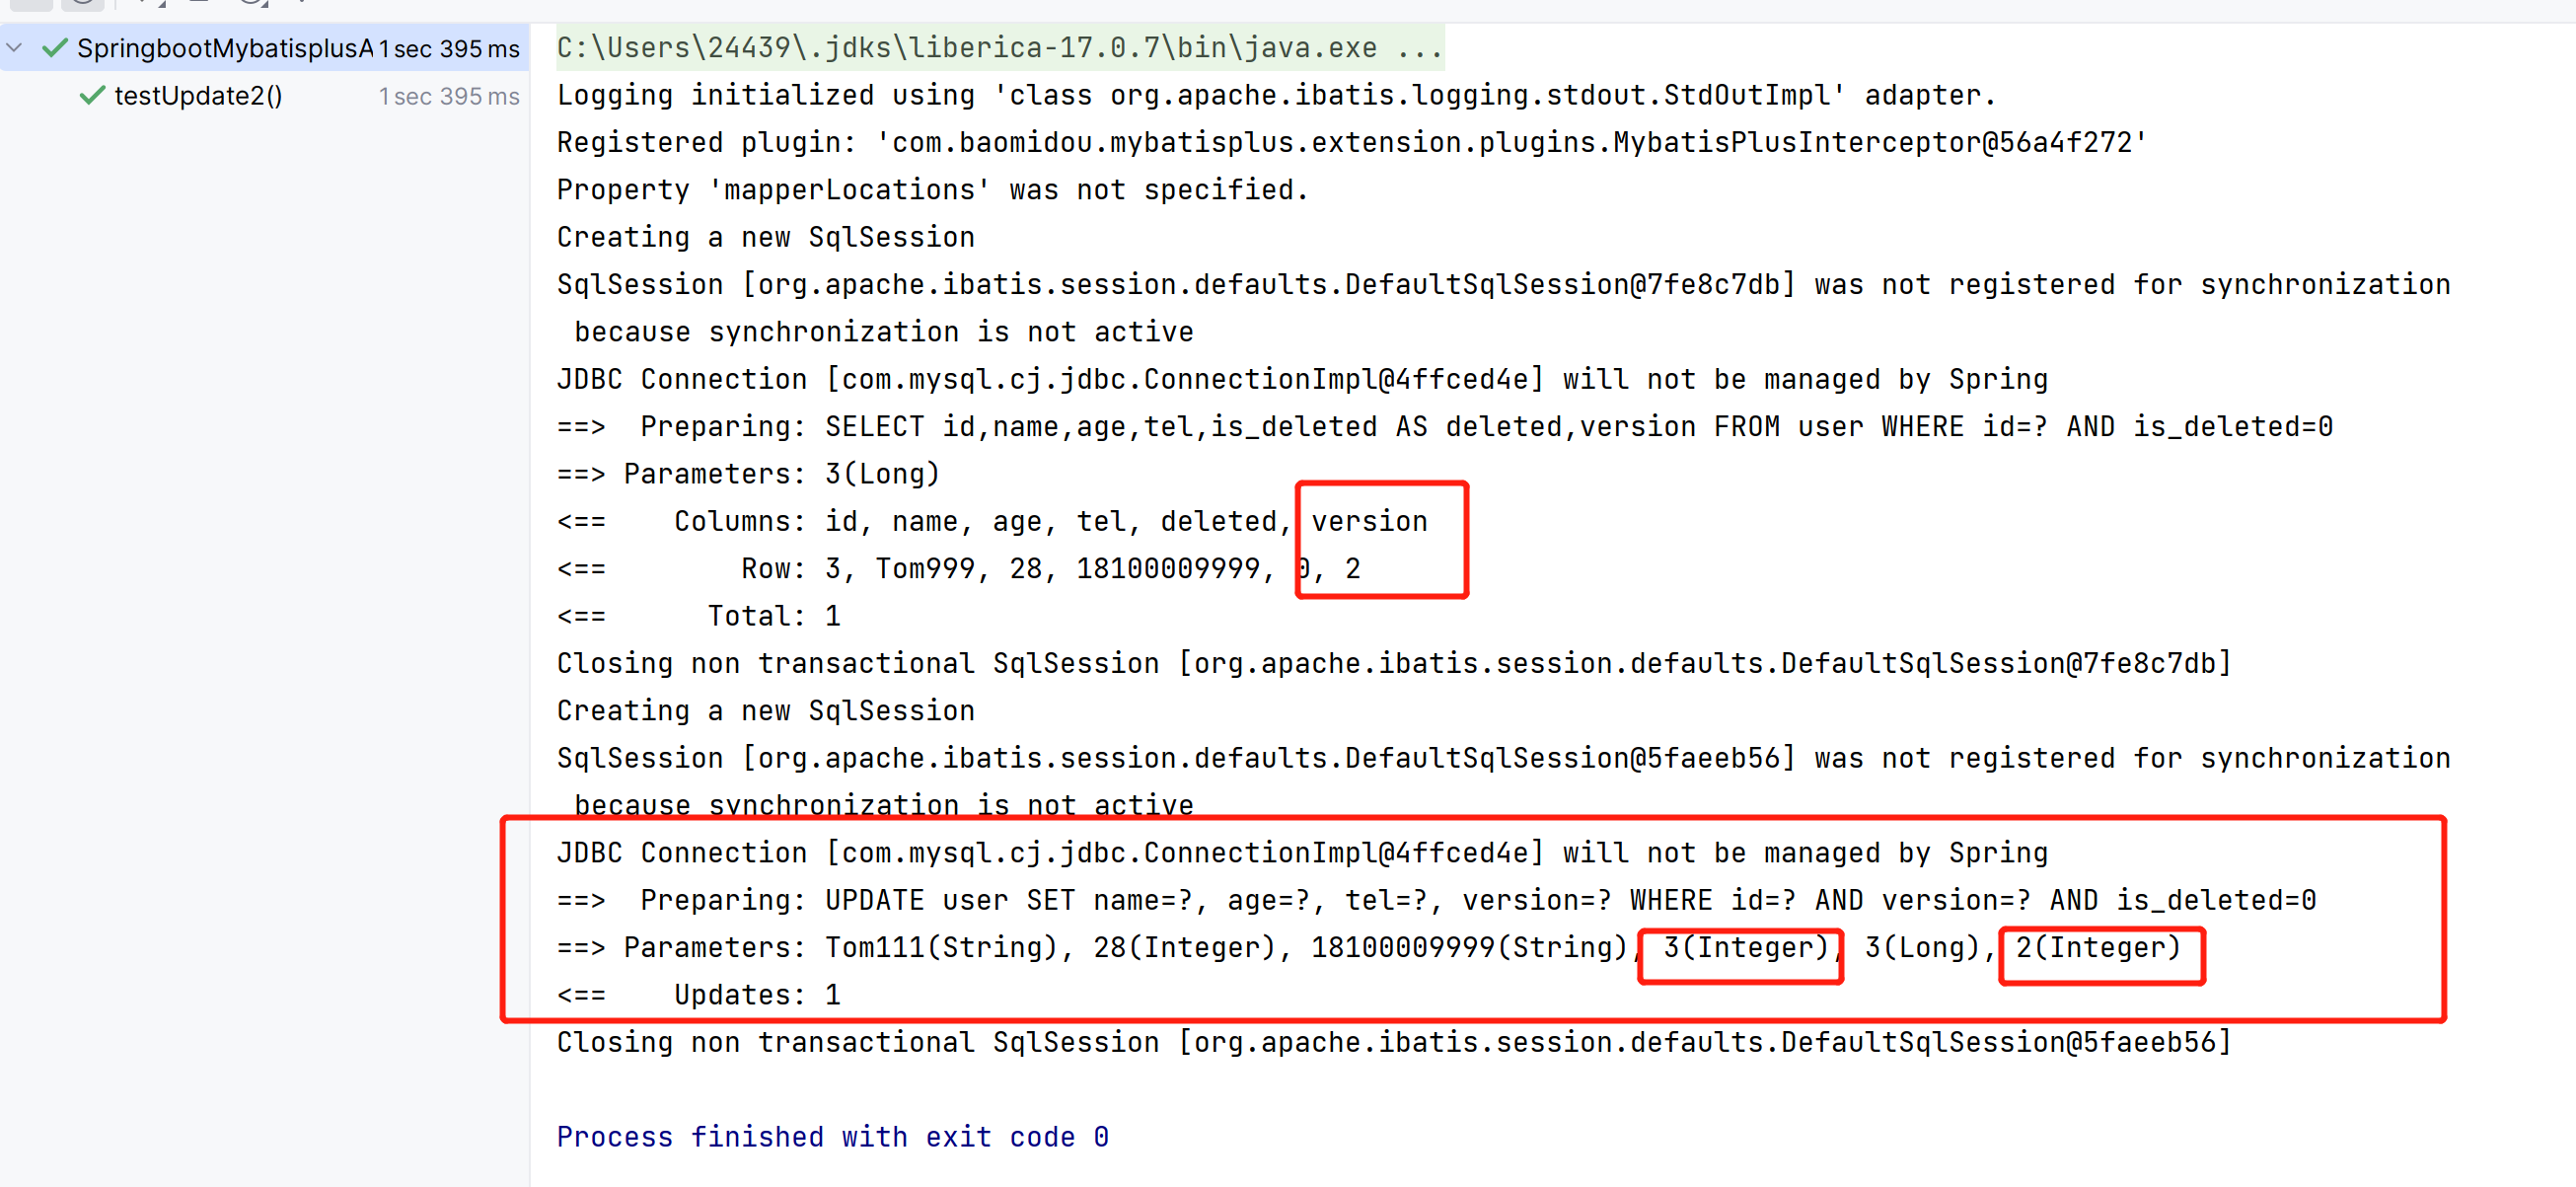 SpringbootMybatisplusA 1 sec 395 ms
testUpdate2() 1 sec 395 ms
C:\Users\24439\.jdks\liberica-17.0.7\bin\java.exe ...
Logging initialized using 'class org.apache.ibatis.logging.stdout.StdOutImpl' adapter.
Registered plugin: 'com.baomidou.mybatisplus.extension.plugins.MybatisPlusInterceptor@56a4f272'
Property 'mapperLocations' was not specified.
Creating a new SqlSession
SqlSession [org.apache.ibatis.session.defaults.DefaultSqlSession@7fe8c7db] was not registered for synchronization
because synchronization is not active
JDBC Connection [com.mysql.cj.jdbc.ConnectionImpl@4ffced4e] will not be managed by Spring
==>  Preparing: SELECT id,name,age,tel,is_deleted AS deleted,version FROM user WHERE id=? AND is_deleted=0
==> Parameters: 3(Long)
<==    Columns: id, name, age, tel, deleted, version
<==        Row: 3, Tom999, 28, 18100009999, 0, 2
<==      Total: 1
Closing non transactional SqlSession [org.apache.ibatis.session.defaults.DefaultSqlSession@7fe8c7db]
Creating a new SqlSession
SqlSession [org.apache.ibatis.session.defaults.DefaultSqlSession@5faeeb56] was not registered for synchronization
because synchronization is not active
JDBC Connection [com.mysql.cj.jdbc.ConnectionImpl@4ffced4e] will not be managed by Spring
==>  Preparing: UPDATE user SET name=?, age=?, tel=?, version=? WHERE id=? AND version=? AND is_deleted=0
==> Parameters: Tom111(String), 28(Integer), 18100009999(String), 3(Integer), 3(Long), 2(Integer)
<==    Updates: 1
Closing non transactional SqlSession [org.apache.ibatis.session.defaults.DefaultSqlSession@5faeeb56]
Process finished with exit code 0